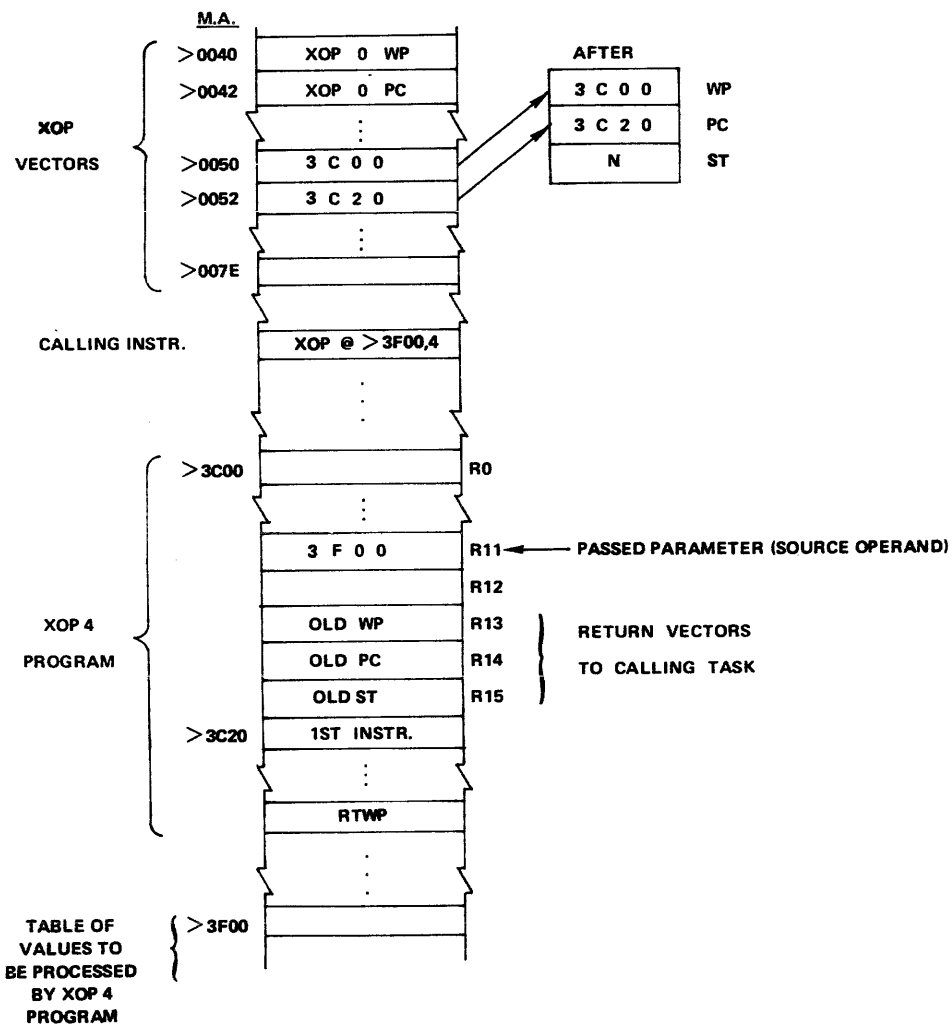 M.A.
>0040 XOP 0 WP
>0042 XOP 0 PC
AFTER
3 C 0 0 WP
3 C 2 0 PC
N ST
XOP
VECTORS
>0050 3 C 0 0
>0052 3 C 2 0
>007E
CALLING INSTR. XOP @ >3F00,4
>3C00 R0
3 F 0 0 R11 PASSED PARAMETER (SOURCE OPERAND)
R12
OLD WP R13
OLD PC R14
OLD ST R15
RETURN VECTORS
TO CALLING TASK
XOP 4
PROGRAM
>3C20 1ST INSTR.
RTWP
>3F00
TABLE OF
VALUES TO
BE PROCESSED
BY XOP 4
PROGRAM